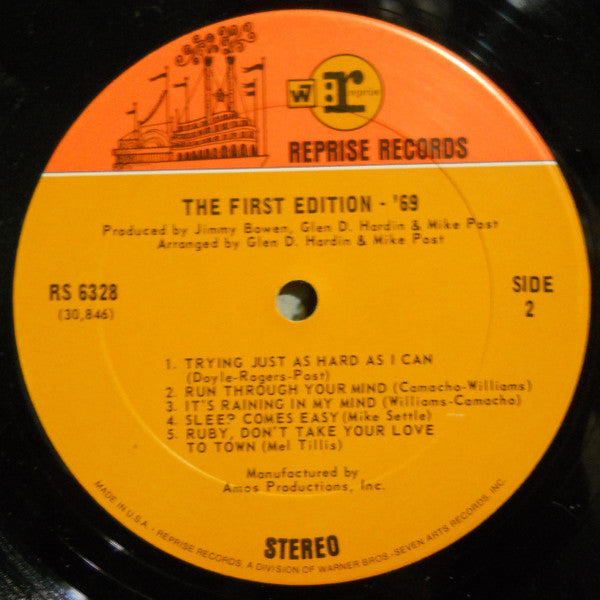 W7 r reprise
REPRISE RECORDS
THE FIRST EDITION - '69
Produced by Jimmy Bowen, Glen D. Hardin & Mike Post
Arranged by Glen D. Hardin & Mike Post
RS 6328
(30,846)
SIDE
2
1. TRYING JUST AS HARD AS I CAN
(Doyle-Rogers-Post)
2. RUN THROUGH YOUR MIND (Camacho-Williams)
3. IT'S RAINING IN MY MIND (Williams-Camacho)
4. SLEEP COMES EASY (Mike Settle)
5. RUBY, DON'T TAKE YOUR LOVE
TO TOWN (Mel Tillis)
Manufactured by
Amos Productions, Inc.
STEREO
MADE IN U.S.A. • REPRISE RECORDS, A DIVISION OF WARNER BROS.-SEVEN ARTS RECORDS, INC.